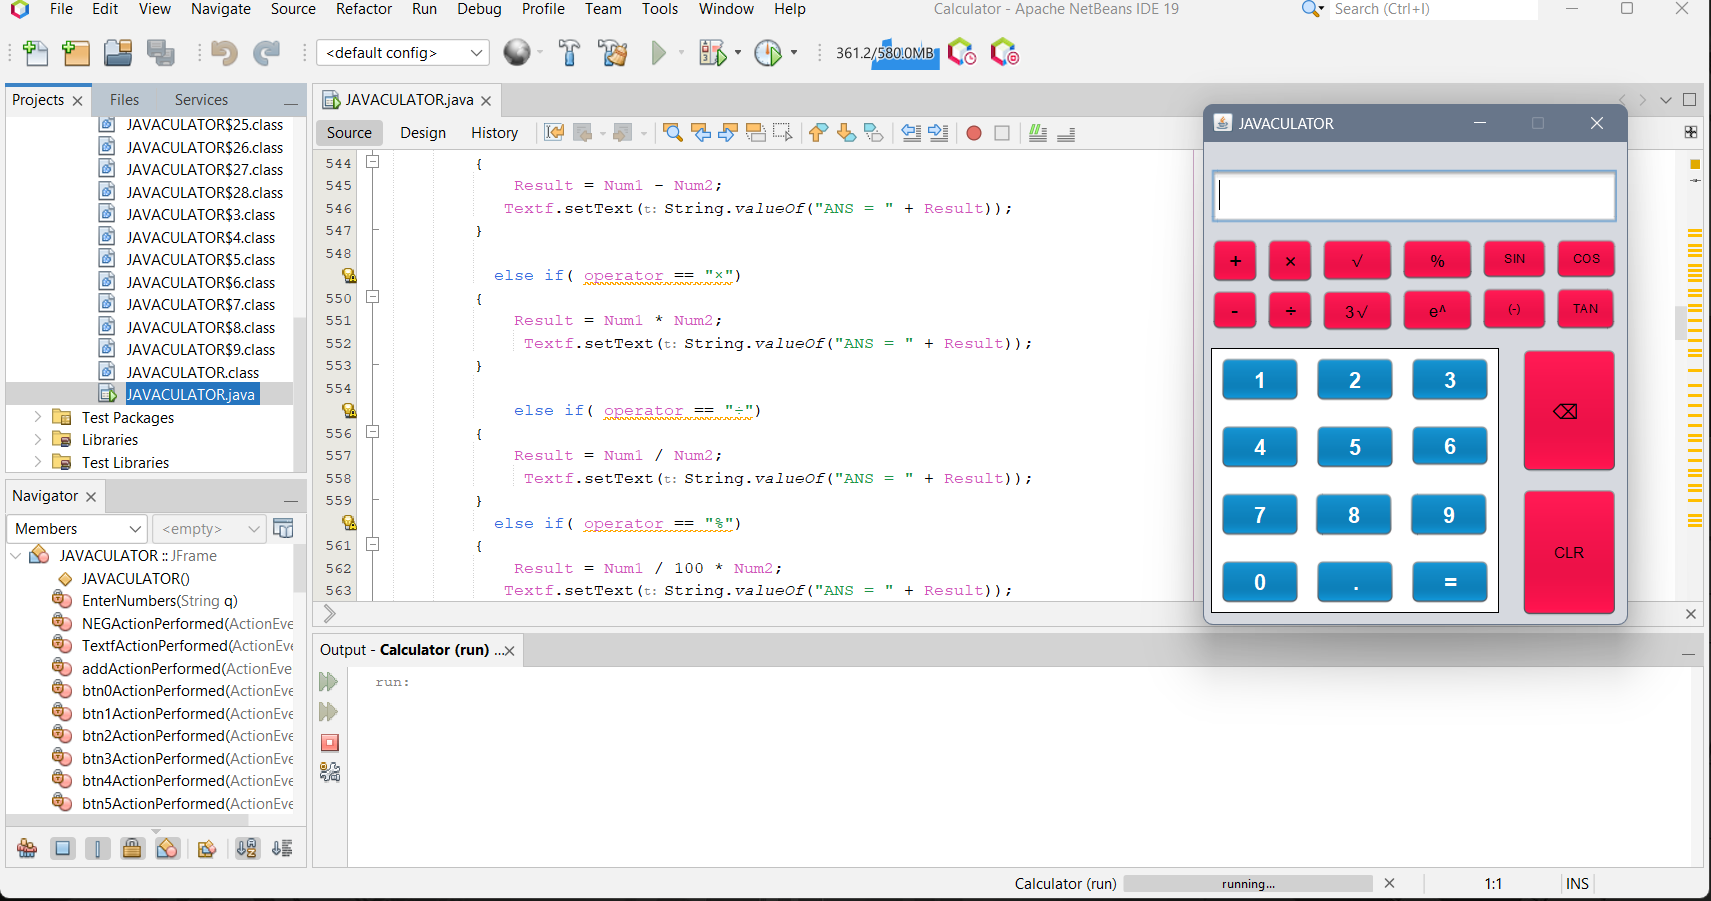 File Edit View Navigate Source Refactor Run Debug Profile Team Tools Window Help
Calculator - Apache NetBeans IDE 19
Search (Ctrl+I)
<default config>
361.2/580.0MB
Projects Files Services
JAVACULATOR$25.class
JAVACULATOR$26.class
JAVACULATOR$27.class
JAVACULATOR$28.class
JAVACULATOR$3.class
JAVACULATOR$4.class
JAVACULATOR$5.class
JAVACULATOR$6.class
JAVACULATOR$7.class
JAVACULATOR$8.class
JAVACULATOR$9.class
JAVACULATOR.class
JAVACULATOR.java
Test Packages
Libraries
Test Libraries
Navigator
Members
<empty>
JAVACULATOR :: JFrame
JAVACULATOR()
EnterNumbers(String q)
NEGActionPerformed(ActionEve
TextfActionPerformed(ActionEve
addActionPerformed(ActionEve
btn0ActionPerformed(ActionEve
btn1ActionPerformed(ActionEve
btn2ActionPerformed(ActionEve
btn3ActionPerformed(ActionEve
btn4ActionPerformed(ActionEve
btn5ActionPerformed(ActionEve
JAVACULATOR.java
Source Design History
544 {
545 Result = Num1 - Num2;
546 Textf.setText(t: String.valueOf("ANS = " + Result));
547 }
548
else if( operator == "×")
550 {
551 Result = Num1 * Num2;
552 Textf.setText(t: String.valueOf("ANS = " + Result));
553 }
554
else if( operator == "÷")
556 {
557 Result = Num1 / Num2;
558 Textf.setText(t: String.valueOf("ANS = " + Result));
559 }
else if( operator == "%")
561 {
562 Result = Num1 / 100 * Num2;
563 Textf.setText(t: String.valueOf("ANS = " + Result));
Output - Calculator (run) ...
run:
JAVACULATOR
+ × √ % SIN COS
- ÷ 3√ e^ (-) TAN
1 2 3
4 5 6
7 8 9
0 . =
⌫
CLR
Calculator (run)
running...
1:1
INS